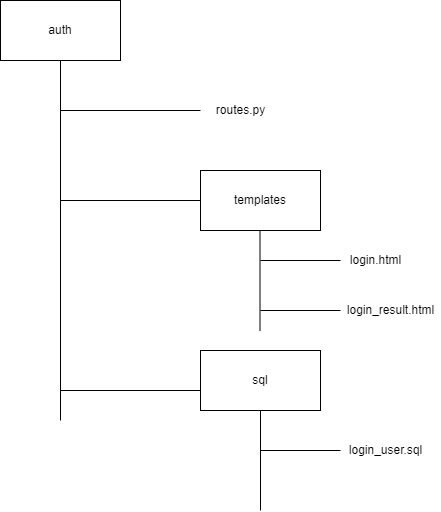 auth
routes.py
templates
login.html
login_result.html
sql
login_user.sql